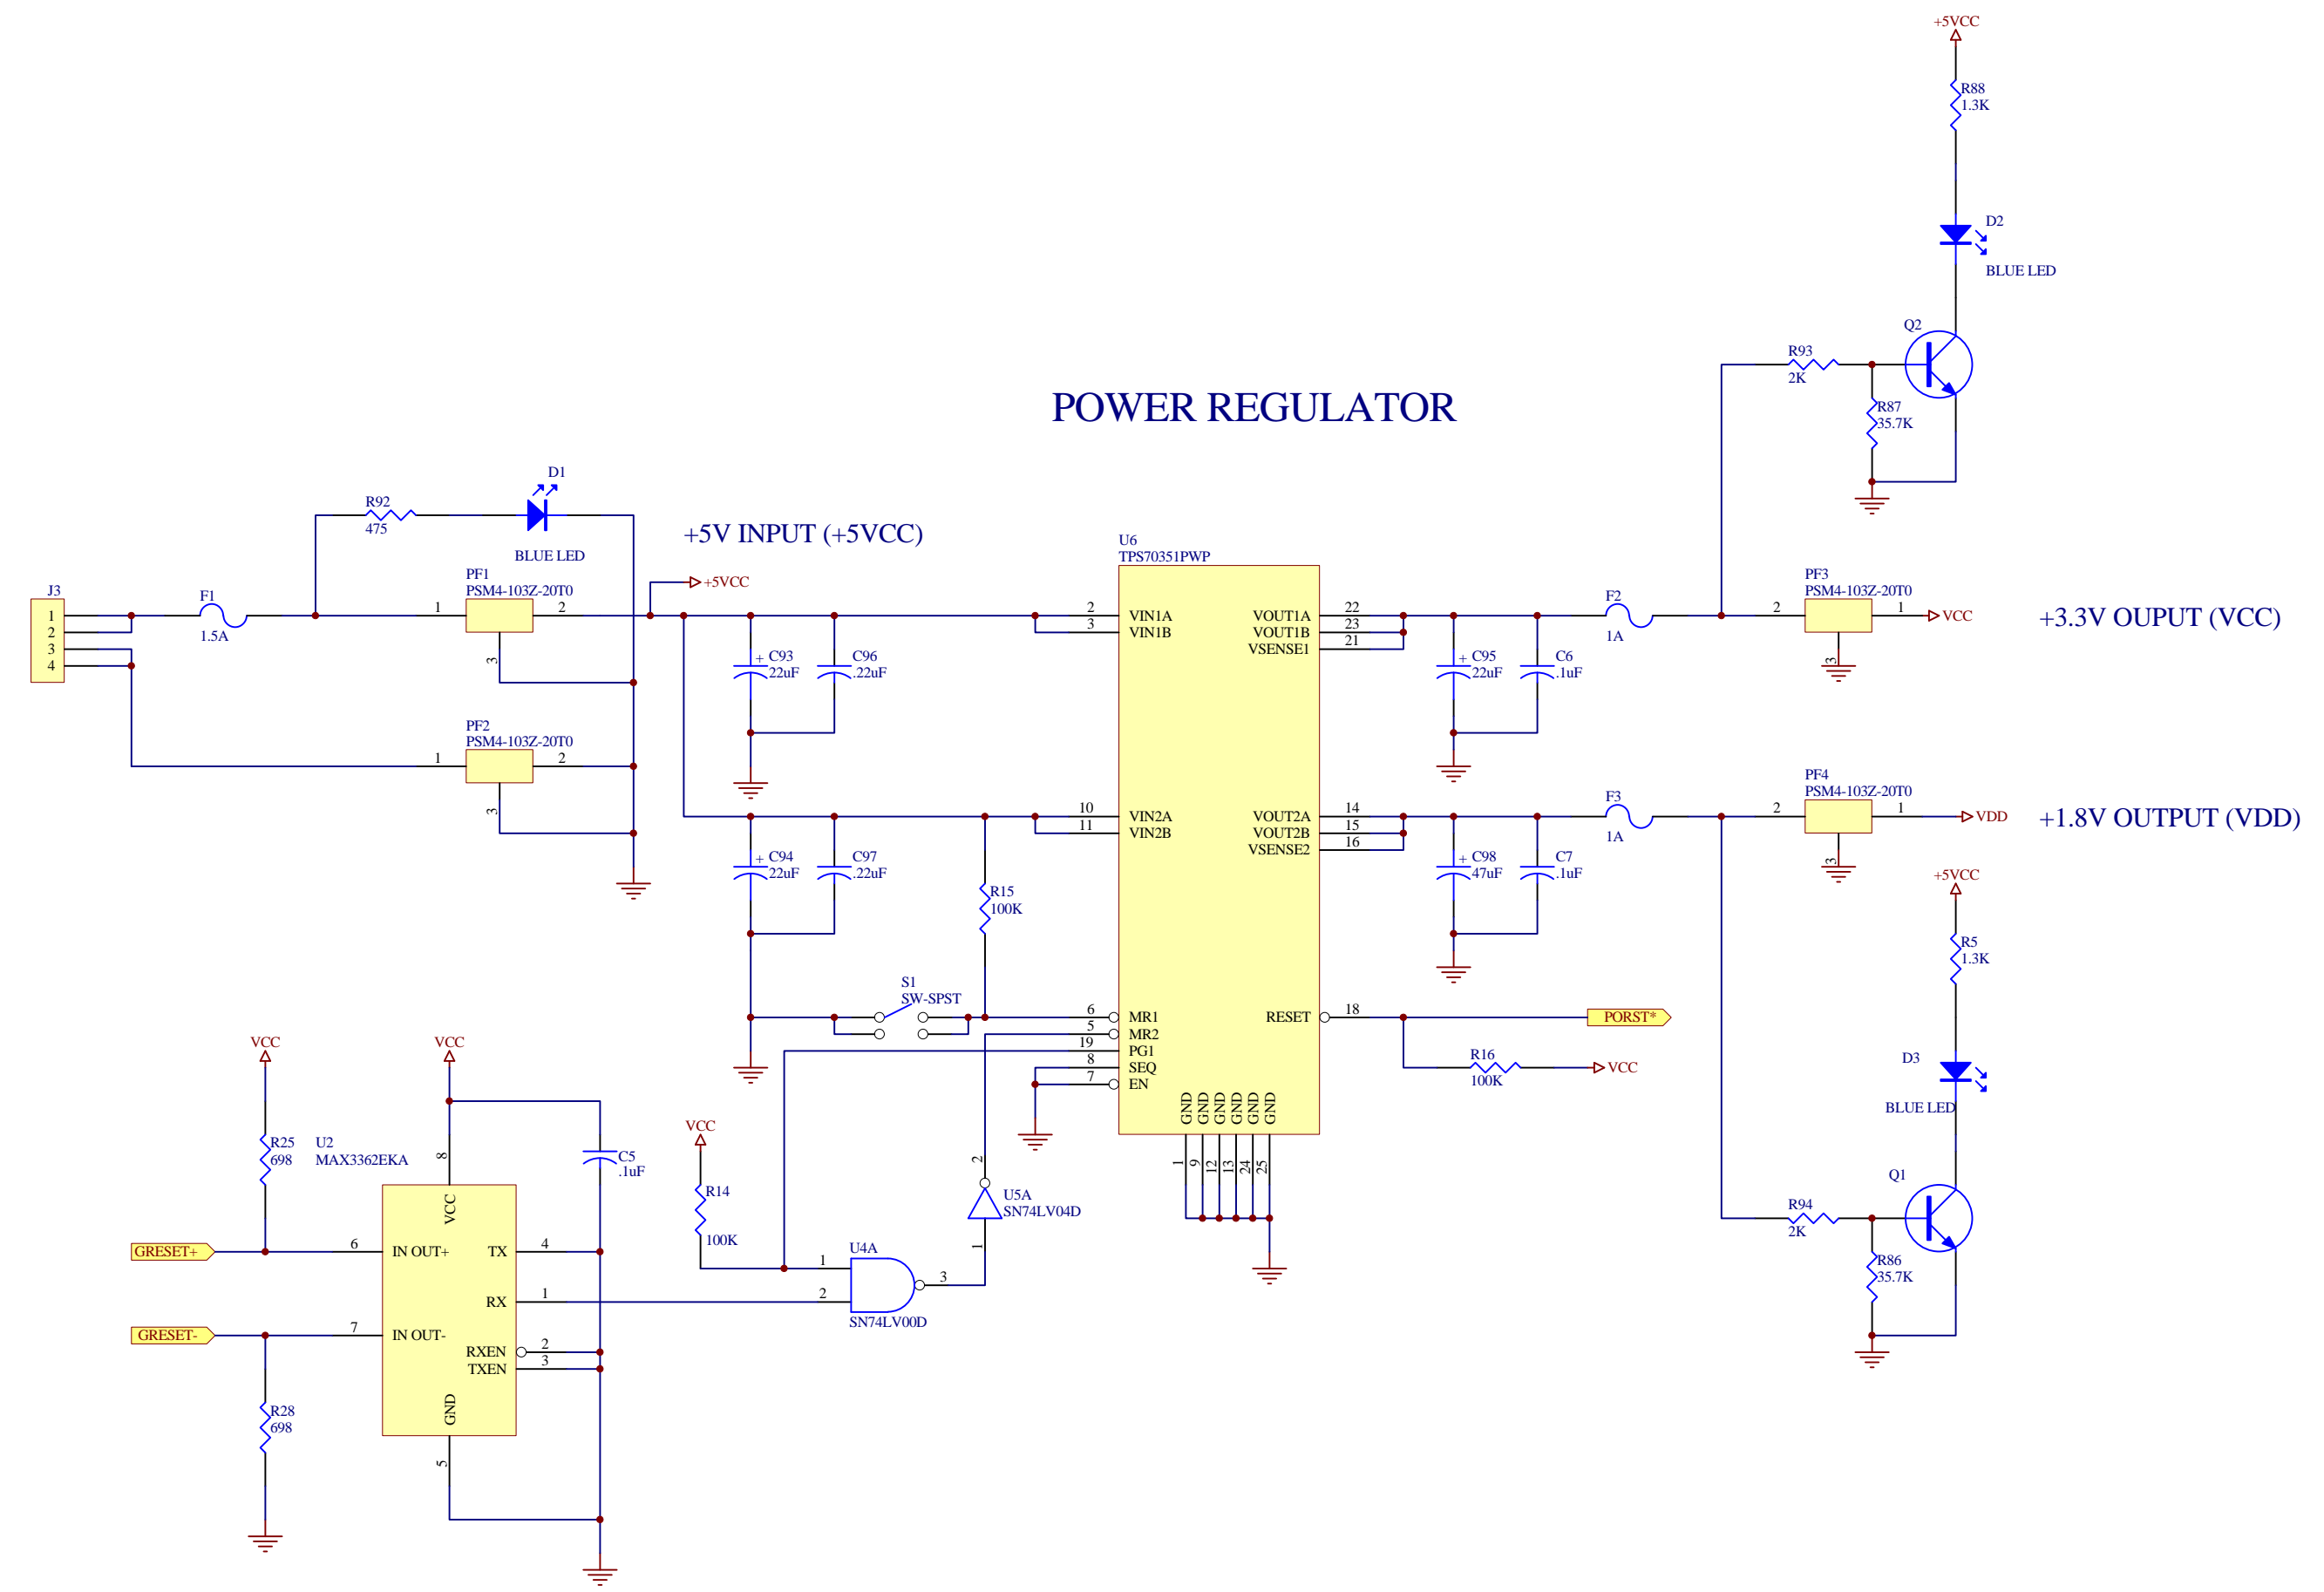 +5VCC
R88
1.3K
D2
BLUE LED
Q2
R93
2K
R87
35.7K
POWER REGULATOR
D1
R92
475
BLUE LED
+5V INPUT (+5VCC)
+5VCC
J3
1
2
3
4
F1
1.5A
PF1
PSM4-103Z-20T0
1
2
3
PF2
PSM4-103Z-20T0
1
2
3
+ C93
22uF
C96
.22uF
+ C94
22uF
C97
.22uF
R15
100K
S1
SW-SPST
U6
TPS70351PWP
2 VIN1A
3 VIN1B
10 VIN2A
11 VIN2B
6 MR1
5 MR2
19 PG1
8 SEQ
7 EN
VOUT1A 22
VOUT1B 23
VSENSE1 21
VOUT2A 14
VOUT2B 15
VSENSE2 16
RESET 18
GND GND GND GND GND GND
1 9 12 13 24 25
+ C95
22uF
C6
.1uF
F2
1A
PF3
PSM4-103Z-20T0
2
1
3
VCC
+3.3V OUPUT (VCC)
+ C98
47uF
C7
.1uF
F3
1A
PF4
PSM4-103Z-20T0
2
1
3
VDD
+1.8V OUTPUT (VDD)
PORST*
R16
100K
VCC
+5VCC
R5
1.3K
D3
BLUE LED
Q1
R94
2K
R86
35.7K
VCC
R25
698
VCC
U2
MAX3362EKA
8
VCC
C5
.1uF
GRESET+
6 IN OUT+
TX 4
RX 1
GRESET-
7 IN OUT-
RXEN 2
TXEN 3
GND
5
R28
698
VCC
R14
100K
U4A
1
2
3
SN74LV00D
U5A
SN74LV04D
2
1